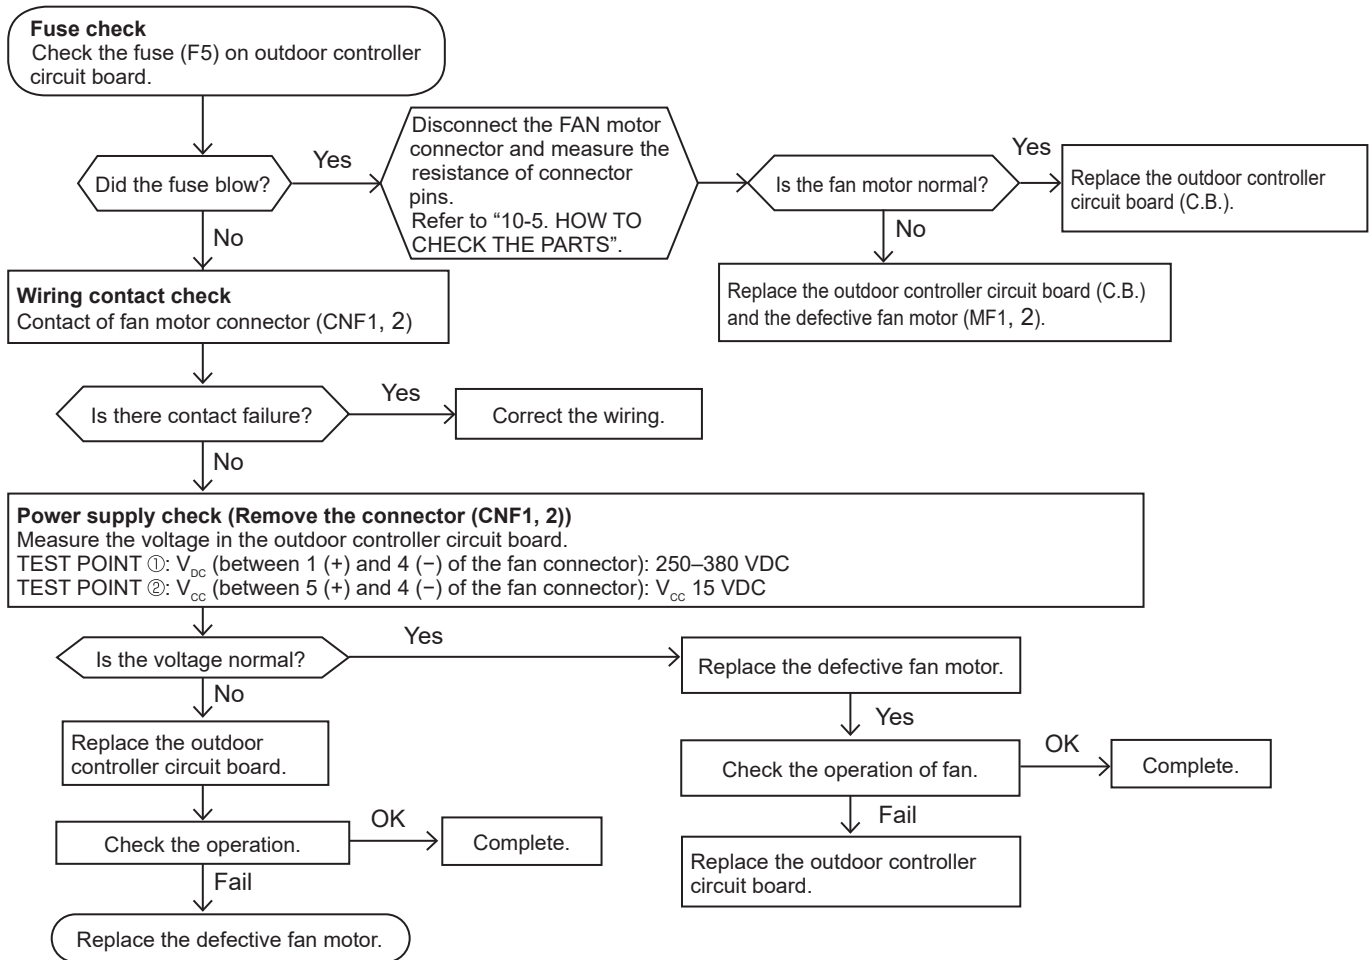 Fuse check
Check the fuse (F5) on outdoor controller
circuit board.
Did the fuse blow?
Yes
Disconnect the FAN motor
connector and measure the
resistance of connector
pins.
Refer to “10-5. HOW TO
CHECK THE PARTS”.
Is the fan motor normal?
Yes
Replace the outdoor controller
circuit board (C.B.).
No
Replace the outdoor controller circuit board (C.B.)
and the defective fan motor (MF1, 2).
No
Wiring contact check
Contact of fan motor connector (CNF1, 2)
Is there contact failure?
Yes
Correct the wiring.
No
Power supply check (Remove the connector (CNF1, 2))
Measure the voltage in the outdoor controller circuit board.
TEST POINT ①: VDC (between 1 (+) and 4 (−) of the fan connector): 250–380 VDC
TEST POINT ②: VCC (between 5 (+) and 4 (−) of the fan connector): VCC 15 VDC
Is the voltage normal?
Yes
Replace the defective fan motor.
Yes
Check the operation of fan.
OK
Complete.
Fail
Replace the outdoor controller
circuit board.
No
Replace the outdoor
controller circuit board.
Check the operation.
OK
Complete.
Fail
Replace the defective fan motor.